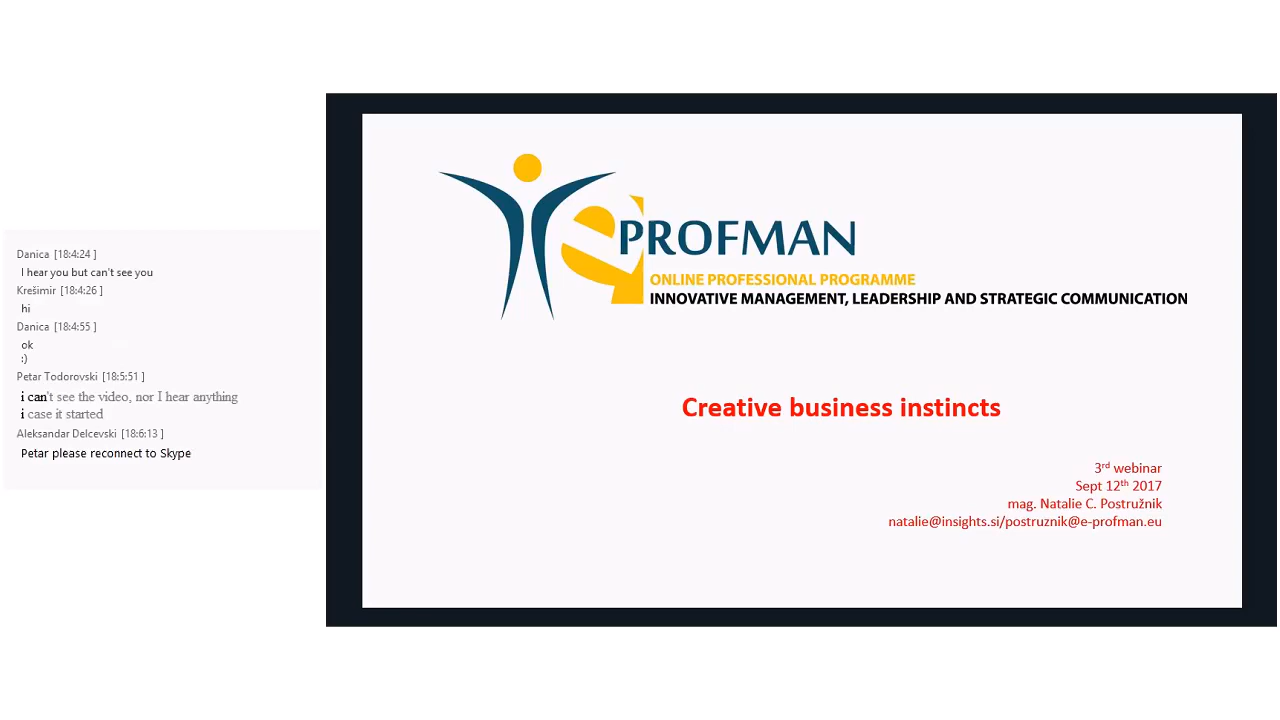 Danica [18:4:24 ]
I hear you but can't see you
Krešimir [18:4:26 ]
hi
Danica [18:4:55 ]
ok
:)
Petar Todorovski [18:5:51 ]
i can't see the video, nor I hear anything
i case it started
Aleksandar Delcevski [18:6:13 ]
Petar please reconnect to Skype
e PROFMAN
ONLINE PROFESSIONAL PROGRAMME
INNOVATIVE MANAGEMENT, LEADERSHIP AND STRATEGIC COMMUNICATION
Creative business instincts
3rd webinar
Sept 12th 2017
mag. Natalie C. Postružnik
natalie@insights.si/postruznik@e-profman.eu